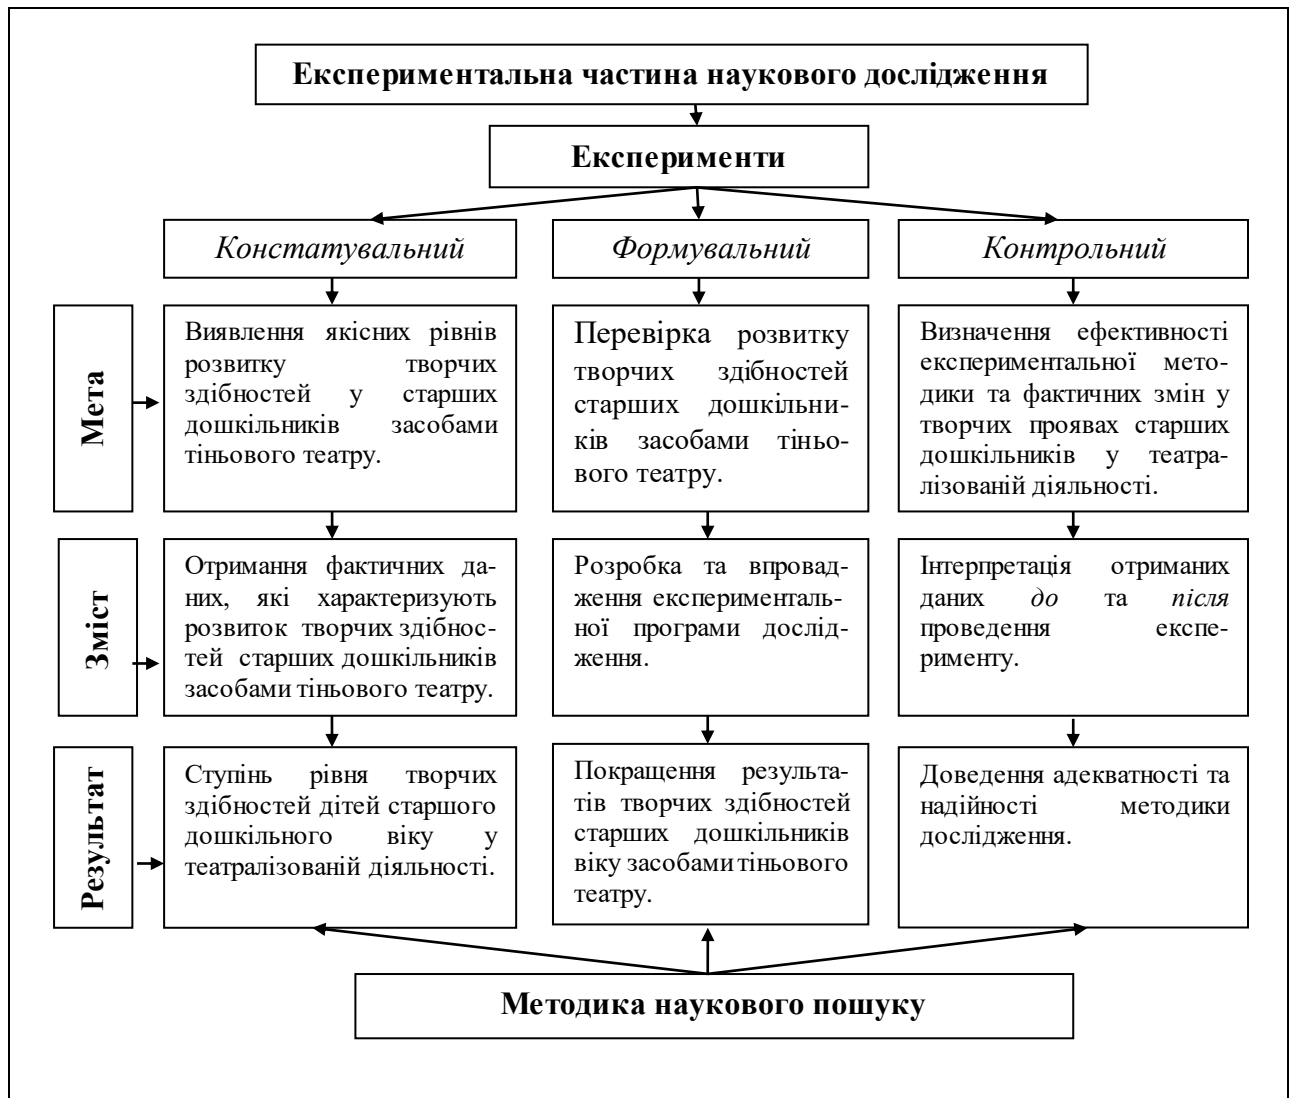 Експериментальна частина наукового дослідження
Експерименти
Констатувальний
Формувальний
Контрольний
Мета
Виявлення якісних рівнів
розвитку творчих
здібностей у старших
дошкільників засобами
тіньового театру.
Перевірка розвитку
творчих здібностей
старших дошкільни-
ків засобами тіньо-
вого театру.
Визначення ефективності
експериментальної мето-
дики та фактичних змін у
творчих проявах старших
дошкільників у театра-
лізованій діяльності.
Зміст
Отримання фактичних да-
них, які характеризують
розвиток творчих здібнос-
тей старших дошкільників
засобами тіньового театру.
Розробка та впровад-
ження експерименталь-
ної програми дослід-
ження.
Інтерпретація отриманих
даних до та після
проведення експе-
рименту.
Результат
Ступінь рівня творчих
здібностей дітей старшого
дошкільного віку у
театралізованій діяльності.
Покращення результа-
тів творчих здібностей
старших дошкільників
віку засобами тіньового
театру.
Доведення адекватності та
надійності методики
дослідження.
Методика наукового пошуку